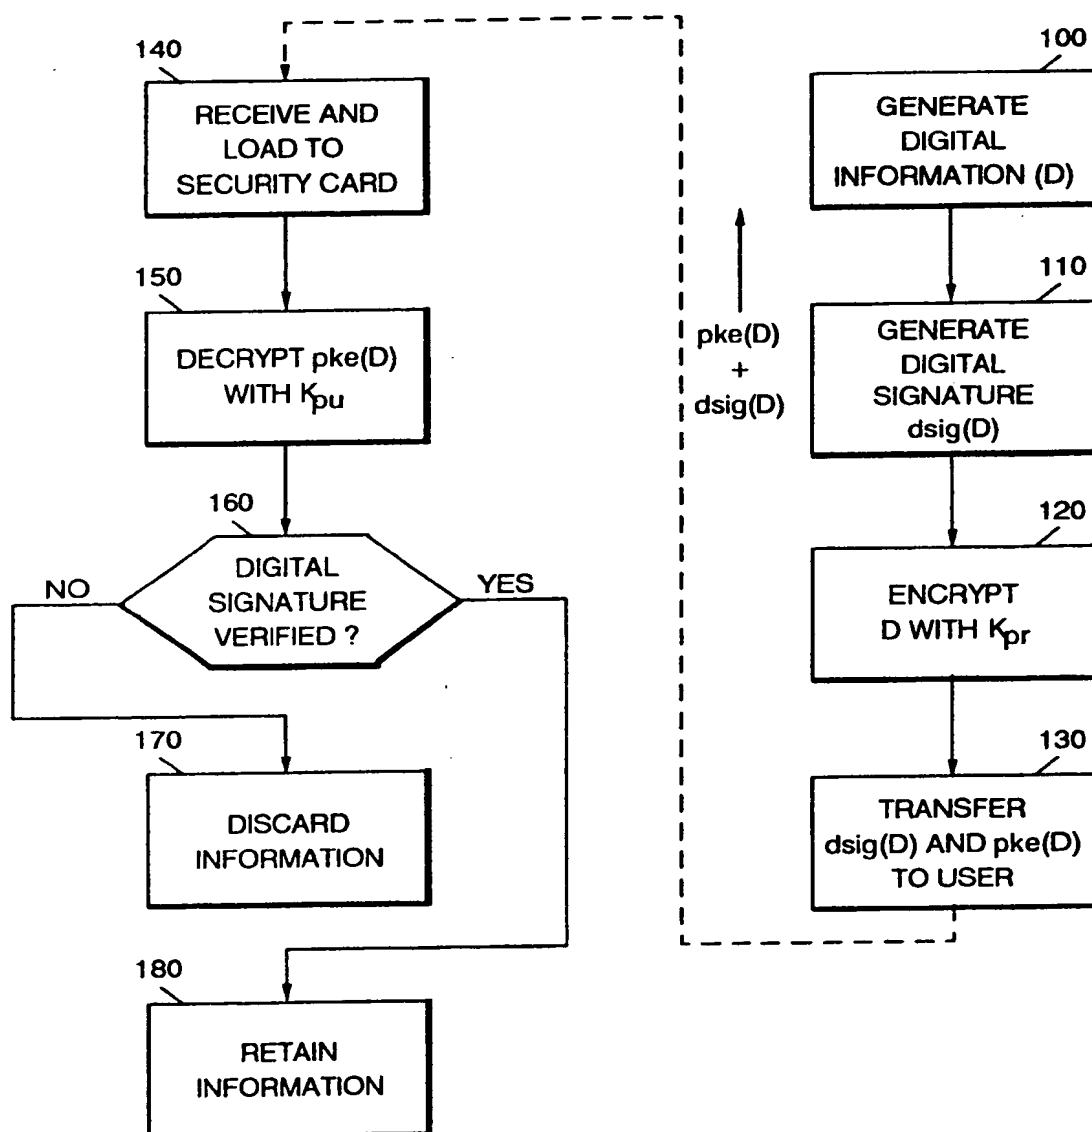 100
GENERATE
DIGITAL
INFORMATION (D)
110
GENERATE
DIGITAL
SIGNATURE
dsig(D)
120
ENCRYPT
D WITH Kpr
130
TRANSFER
dsig(D) AND pke(D)
TO USER
pke(D)
+
dsig(D)
140
RECEIVE AND
LOAD TO
SECURITY CARD
150
DECRYPT pke(D)
WITH Kpu
160
DIGITAL
SIGNATURE
VERIFIED ?
NO
YES
170
DISCARD
INFORMATION
180
RETAIN
INFORMATION